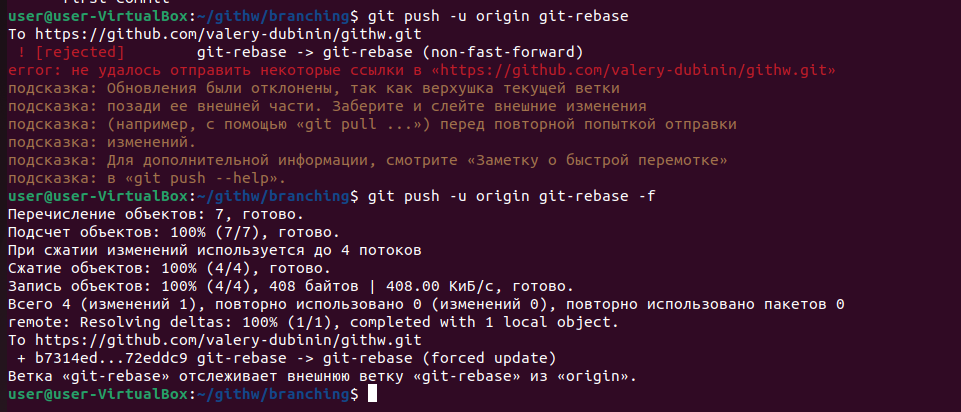 user@user-VirtualBox:~/githw/branching$ git push -u origin git-rebase
To https://github.com/valery-dubinin/githw.git
 ! [rejected]        git-rebase -> git-rebase (non-fast-forward)
error: не удалось отправить некоторые ссылки в «https://github.com/valery-dubinin/githw.git»
подсказка: Обновления были отклонены, так как верхушка текущей ветки
подсказка: позади ее внешней части. Заберите и слейте внешние изменения
подсказка: (например, с помощью «git pull ...») перед повторной попыткой отправки
подсказка: изменений.
подсказка: Для дополнительной информации, смотрите «Заметку о быстрой перемотке»
подсказка: в «git push --help».
user@user-VirtualBox:~/githw/branching$ git push -u origin git-rebase -f
Перечисление объектов: 7, готово.
Подсчет объектов: 100% (7/7), готово.
При сжатии изменений используется до 4 потоков
Сжатие объектов: 100% (4/4), готово.
Запись объектов: 100% (4/4), 408 байтов | 408.00 КиБ/с, готово.
Всего 4 (изменений 1), повторно использовано 0 (изменений 0), повторно использовано пакетов 0
remote: Resolving deltas: 100% (1/1), completed with 1 local object.
To https://github.com/valery-dubinin/githw.git
 + b7314ed...72eddc9 git-rebase -> git-rebase (forced update)
Ветка «git-rebase» отслеживает внешнюю ветку «git-rebase» из «origin».
user@user-VirtualBox:~/githw/branching$